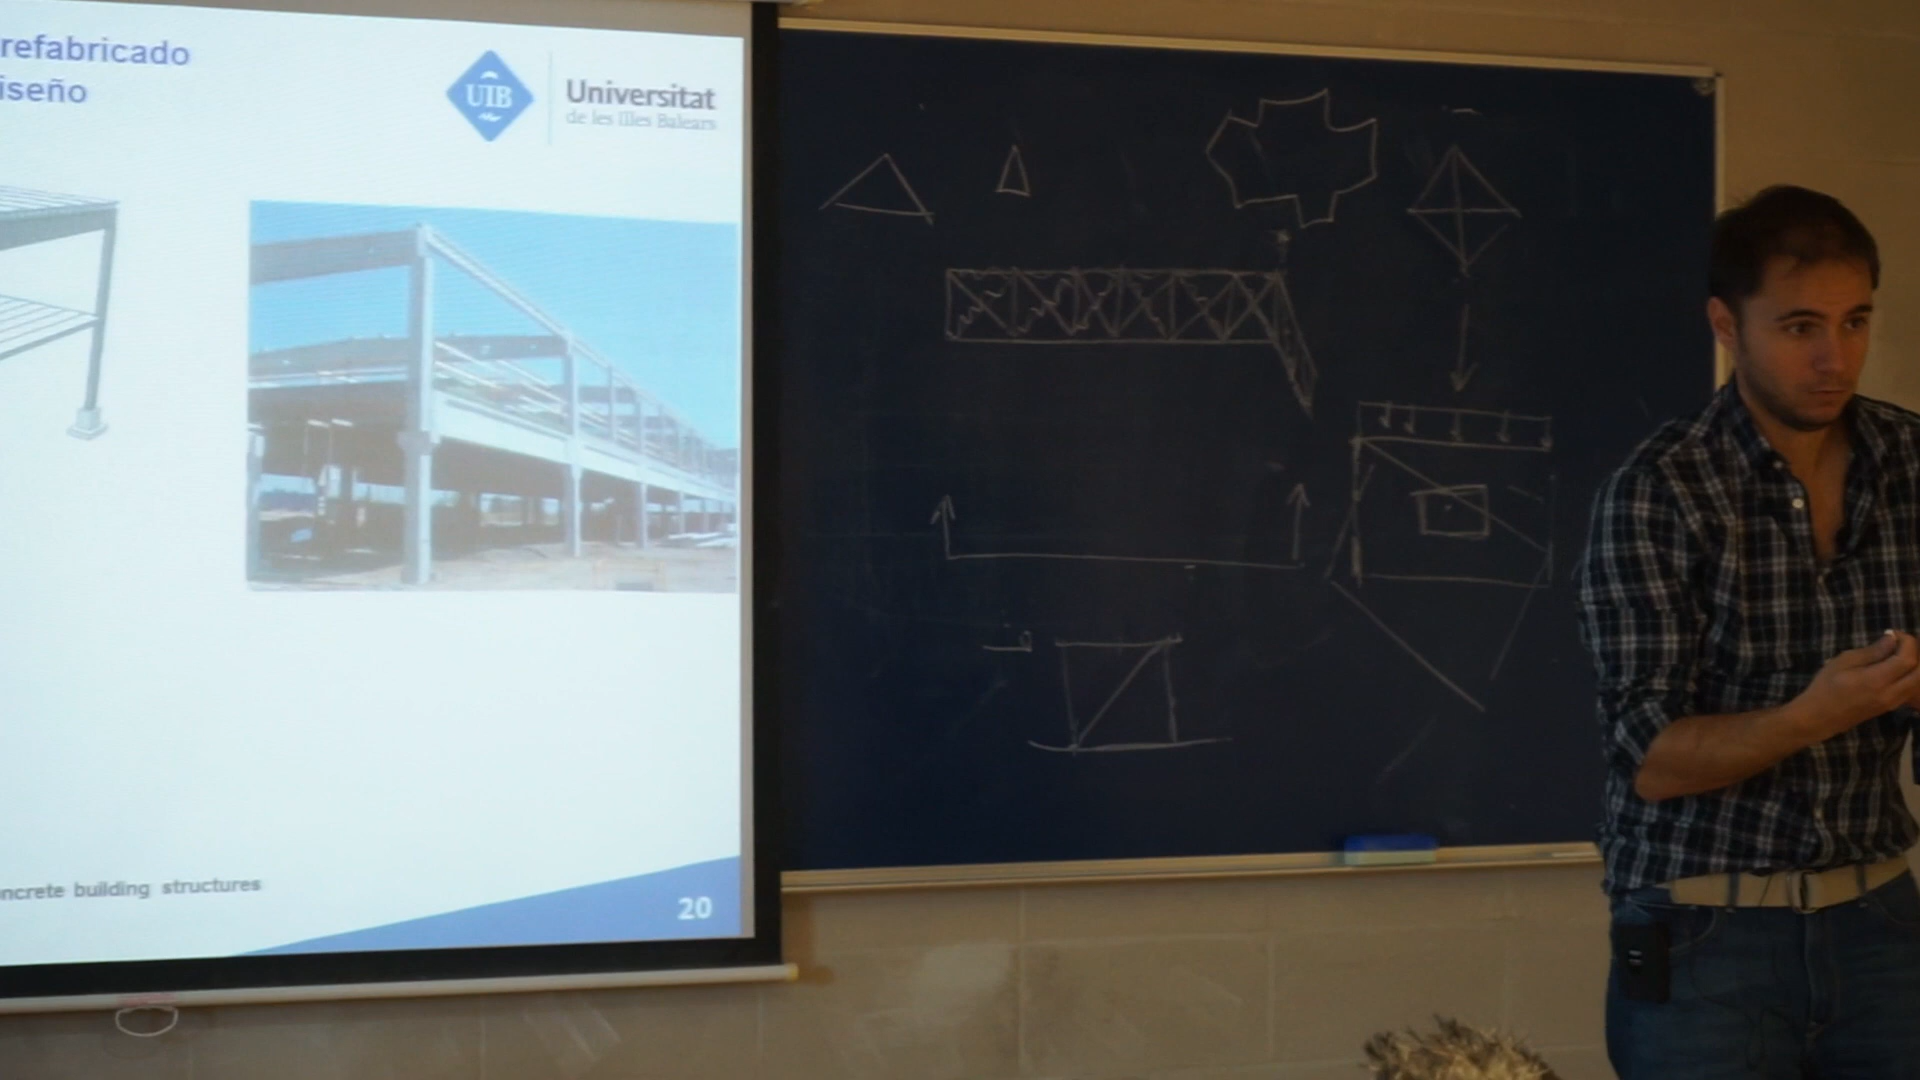 refabricado
iseño
UIB
Universitat
de les Illes Balears
ncrete building structures
20